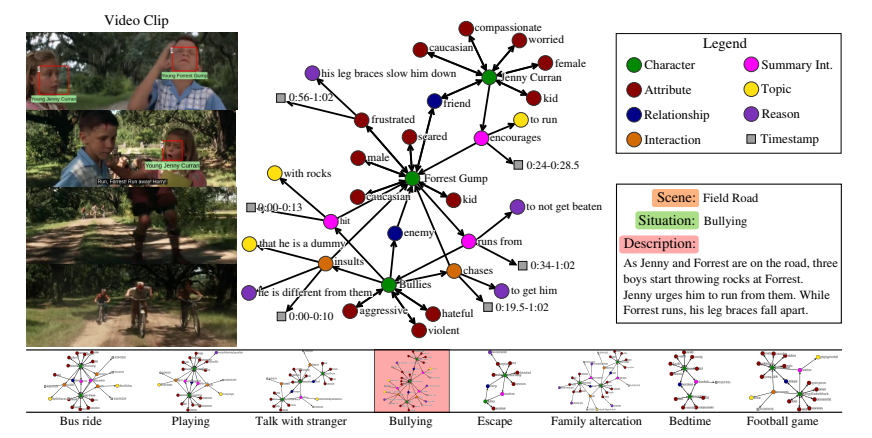 Video Clip
Young Jenny Curran
Young Forrest Gump
Young Jenny Curran
Run, Forrest! Run away! Hurry!
compassionate
worried
caucasian
female
Jenny Curran
his leg braces slow him down
kid
0:56-1:02
friend
to run
frustrated
scared
encourages
male
0:24-0:28.5
with rocks
Forrest Gump
caucasian
kid
to not get beaten
0:00-0:13
hit
enemy
runs from
that he is a dummy
insults
chases
0:34-1:02
he is different from them
Bullies
to get him
0:00-0:10
aggressive
hateful
0:19.5-1:02
violent
Legend
Character
Summary Int.
Attribute
Topic
Relationship
Reason
Interaction
Timestamp
Scene: Field Road
Situation: Bullying
Description:
As Jenny and Forrest are on the road, three
boys start throwing rocks at Forrest.
Jenny urges him to run from them. While
Forrest runs, his leg braces fall apart.
Bus ride
Playing
Talk with stranger
Bullying
Escape
Family altercation
Bedtime
Football game